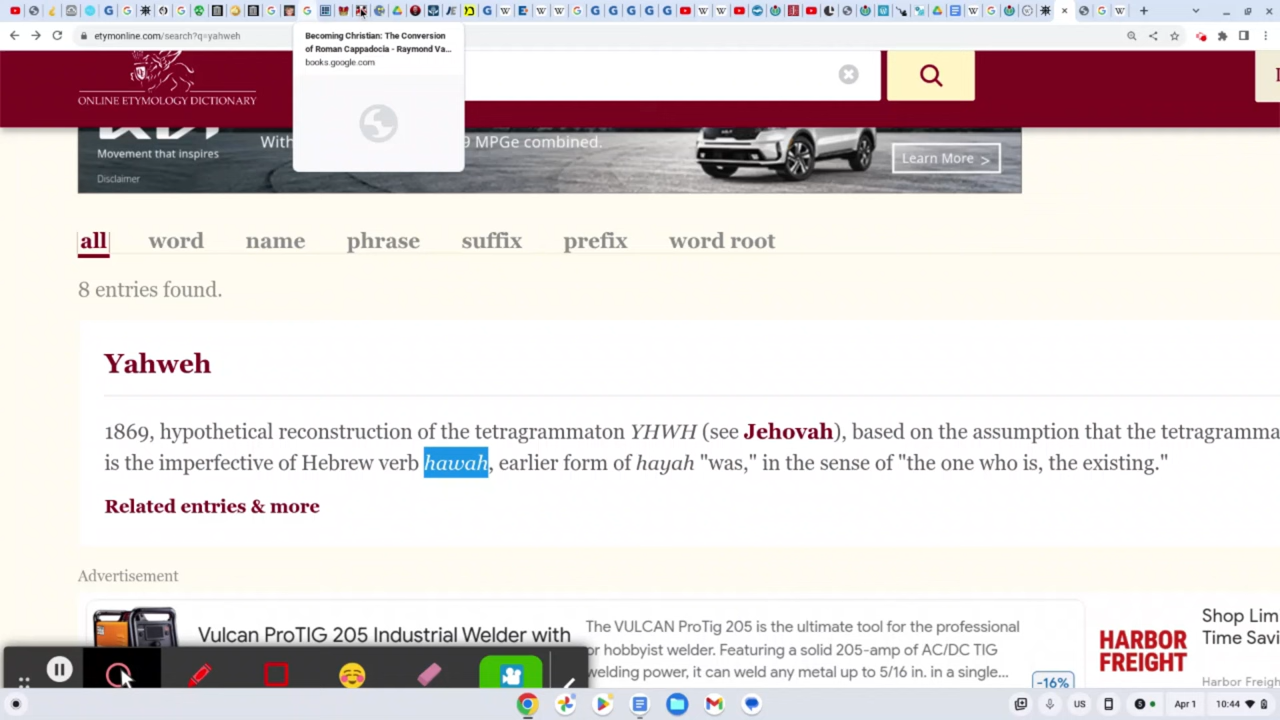 etymonline.com/search?q=yahweh
Becoming Christian: The Conversion
of Roman Cappadocia - Raymond Va...
books.google.com
ONLINE ETYMOLOGY DICTIONARY
Movement that inspires
With
9 MPGe combined.
Learn More >
Disclaimer
all word name phrase suffix prefix word root
8 entries found.
Yahweh
1869, hypothetical reconstruction of the tetragrammaton YHWH (see Jehovah), based on the assumption that the tetragramma
is the imperfective of Hebrew verb hawah, earlier form of hayah "was," in the sense of "the one who is, the existing."
Related entries & more
Advertisement
Vulcan ProTIG 205 Industrial Welder with
The VULCAN ProTig 205 is the ultimate tool for the professional
or hobbyist welder. Featuring a solid 205-amp of AC/DC TIG
welding power, it can weld any metal up to 5/16 in. in a single...
-16%
HARBOR
FREIGHT
Shop Lim
Time Savi
Harbor Freigh
US
Apr 1
10:44